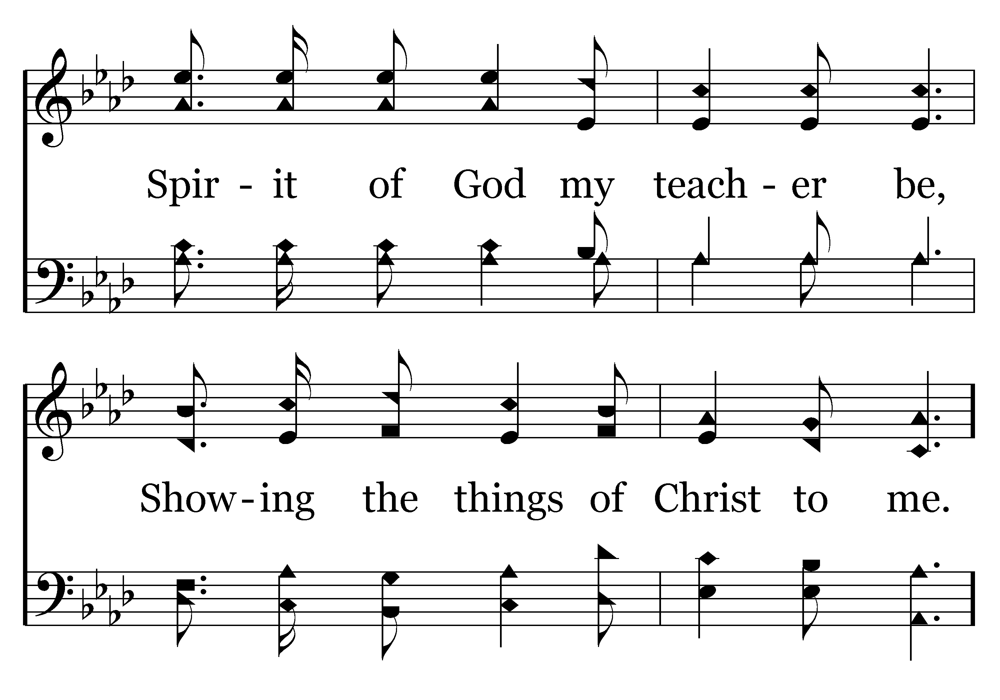 Spir - it of God my teach - er be,
Show - ing the things of Christ to me.